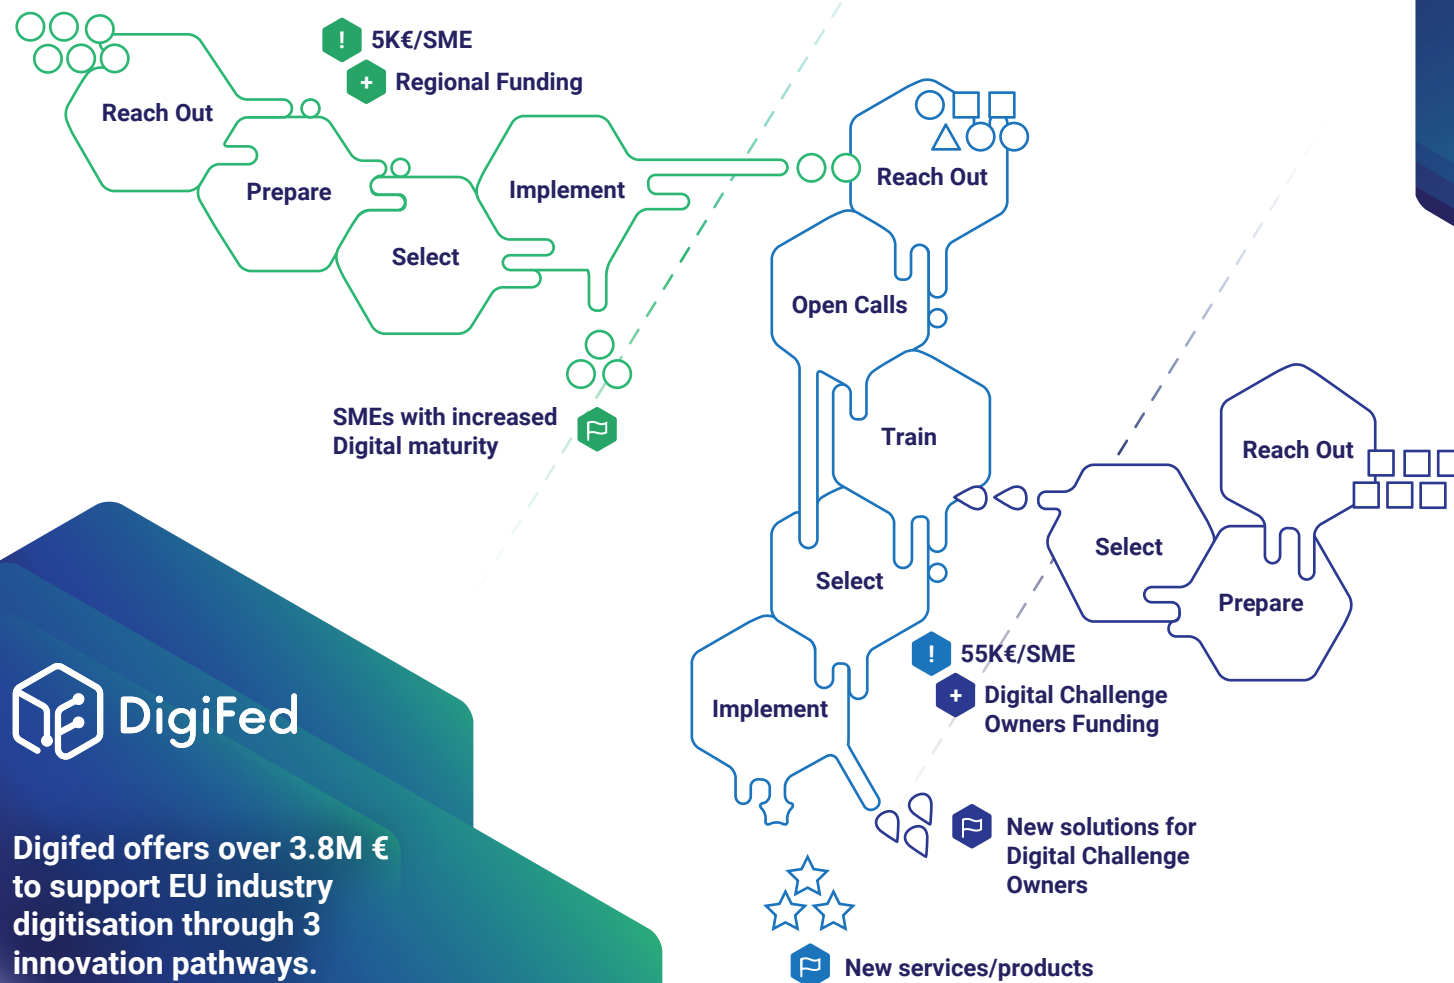 5K€/SME
+ Regional Funding
Reach Out
Prepare
Select
Implement
SMEs with increased
Digital maturity
Reach Out
Open Calls
Train
Select
Implement
! 55K€/SME
+ Digital Challenge
Owners Funding
Reach Out
Prepare
Select
New solutions for
Digital Challenge
Owners
New services/products
DigiFed
Digifed offers over 3.8M €
to support EU industry
digitisation through 3
innovation pathways.